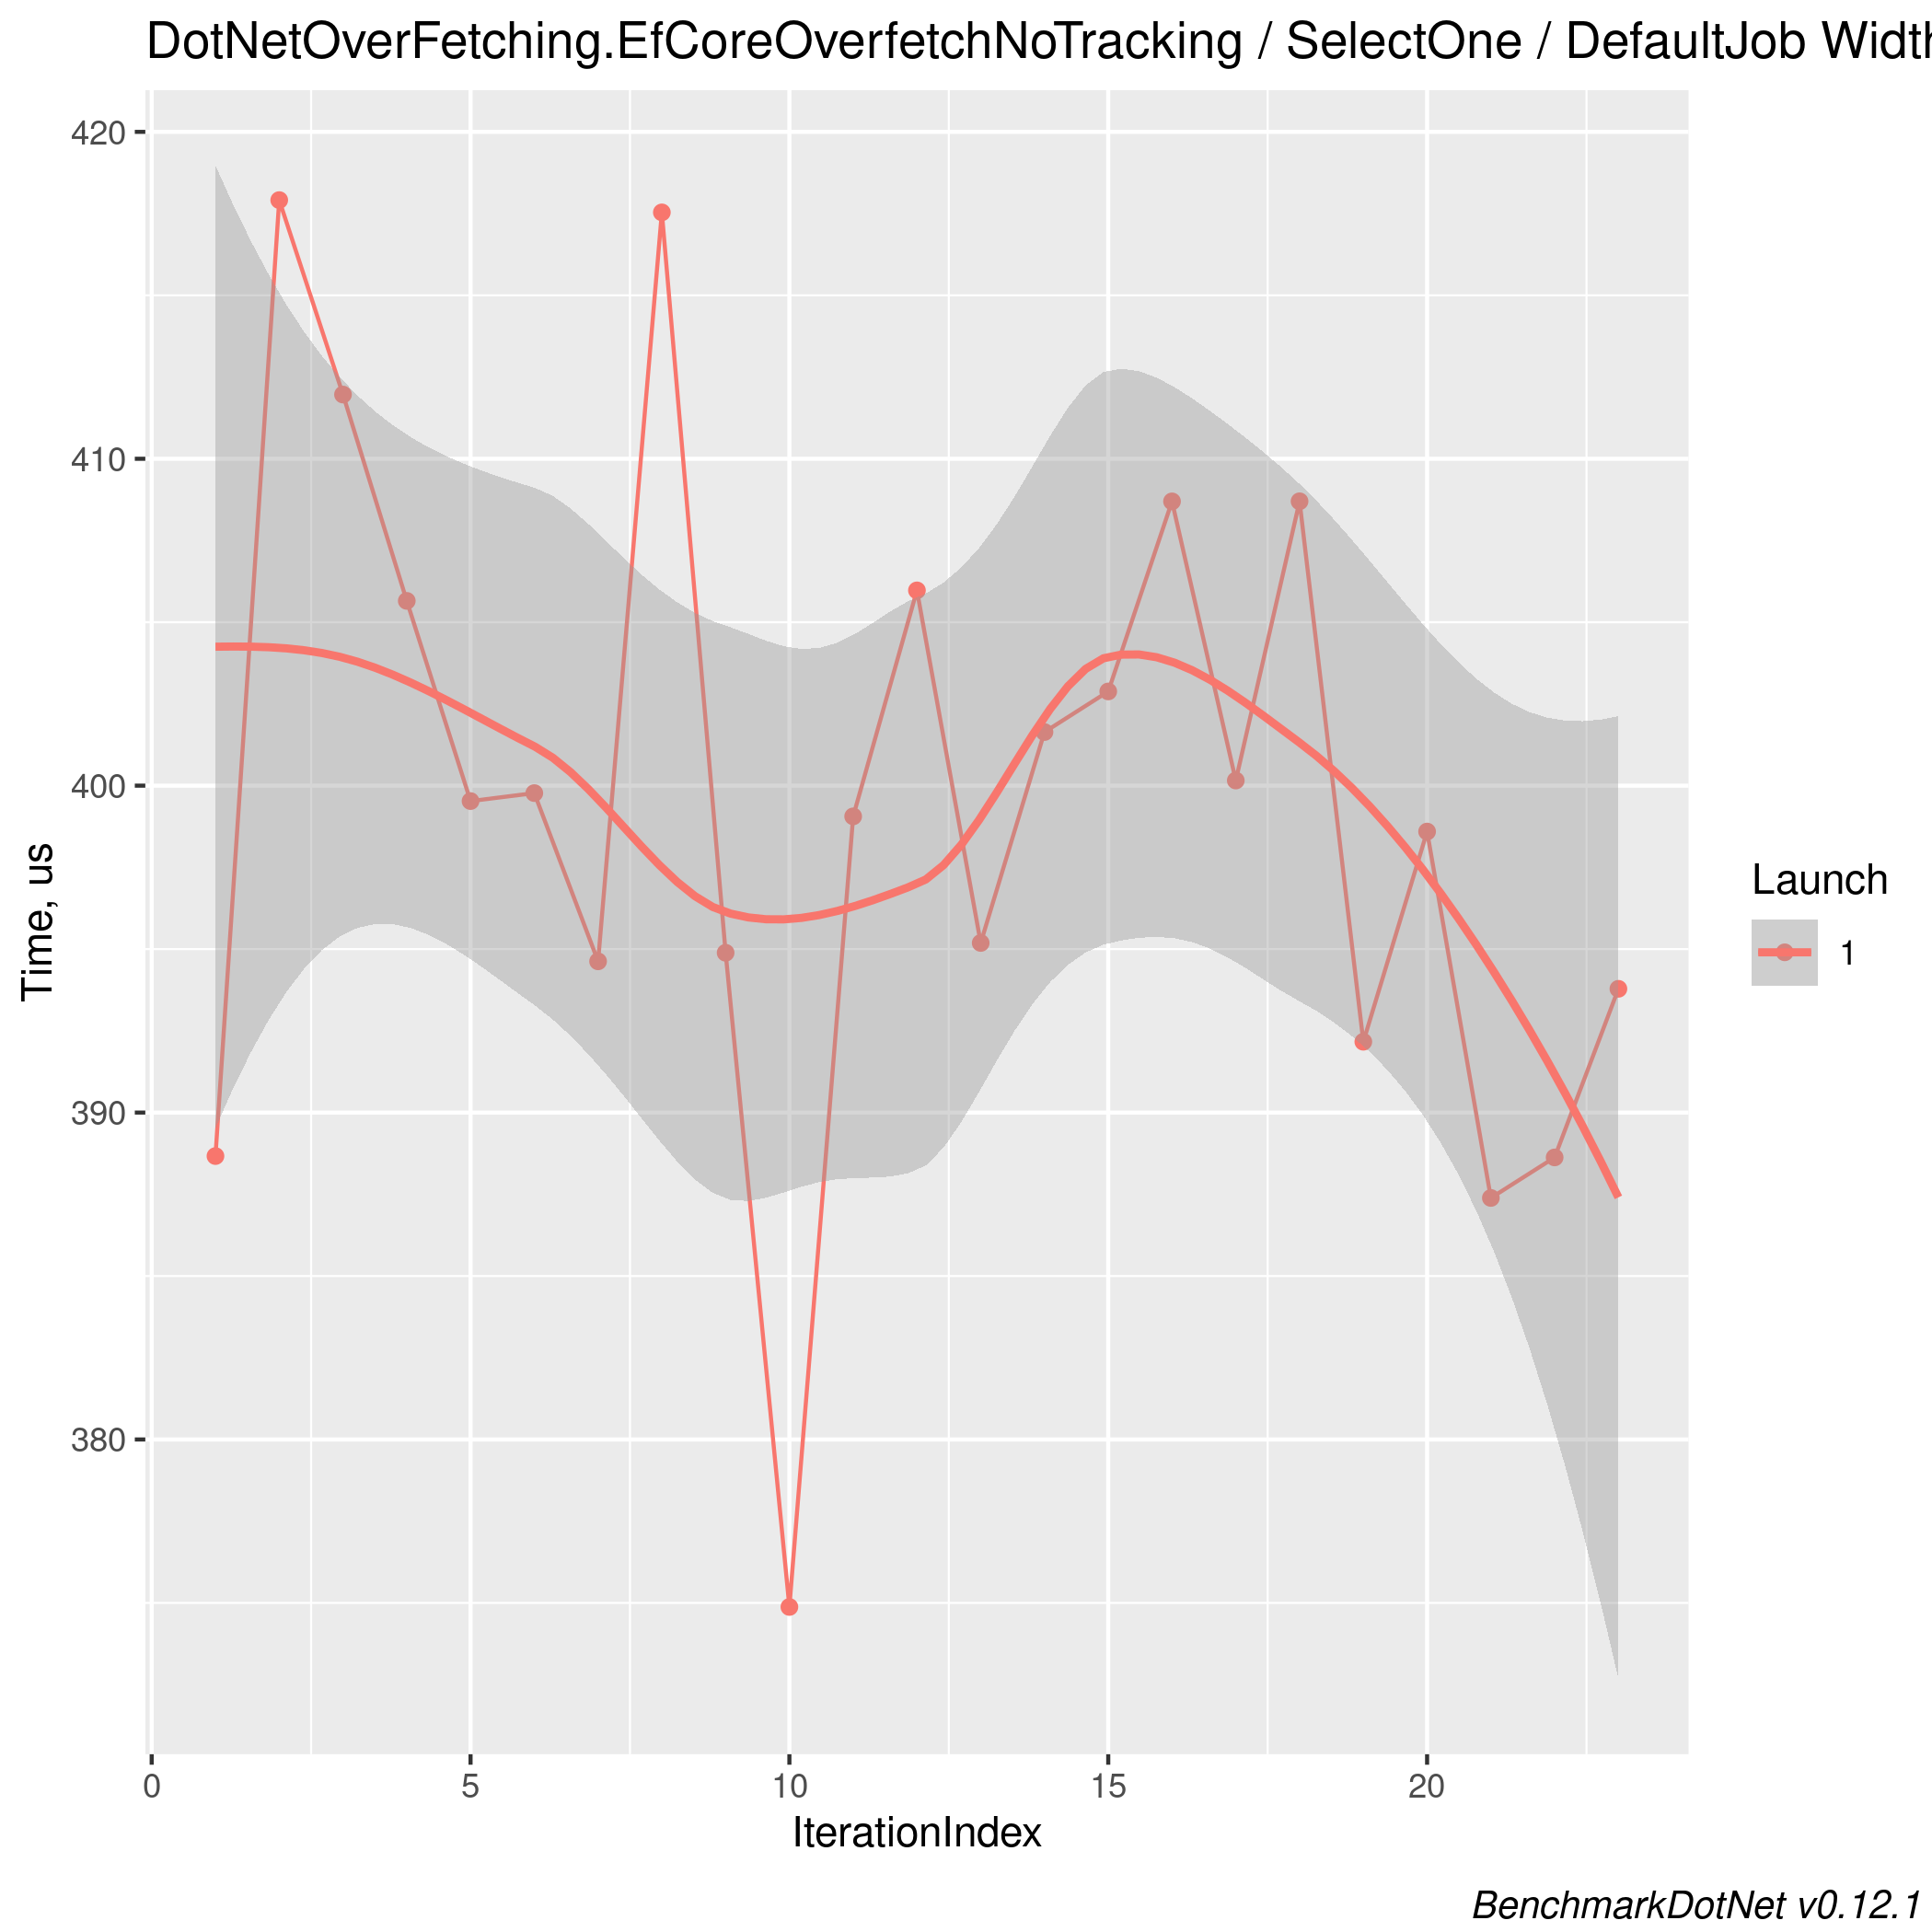 DotNetOverFetching.EfCoreOverfetchNoTracking / SelectOne / DefaultJob Width
420
410
400
390
380
Time, us
0 5 10 15 20
IterationIndex
Launch
1
BenchmarkDotNet v0.12.1